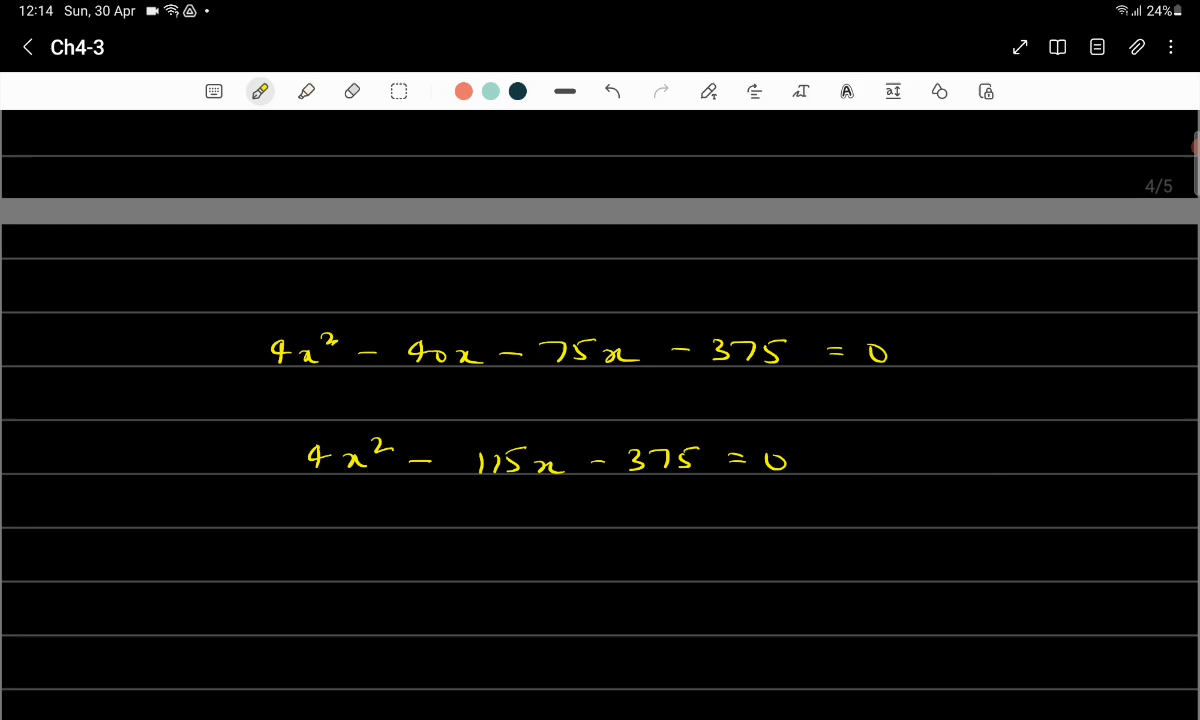 12:14 Sun, 30 Apr 24%
Ch4-3
4/5
4x² - 40x - 75x - 375 = 0
4x² - 115x - 375 = 0